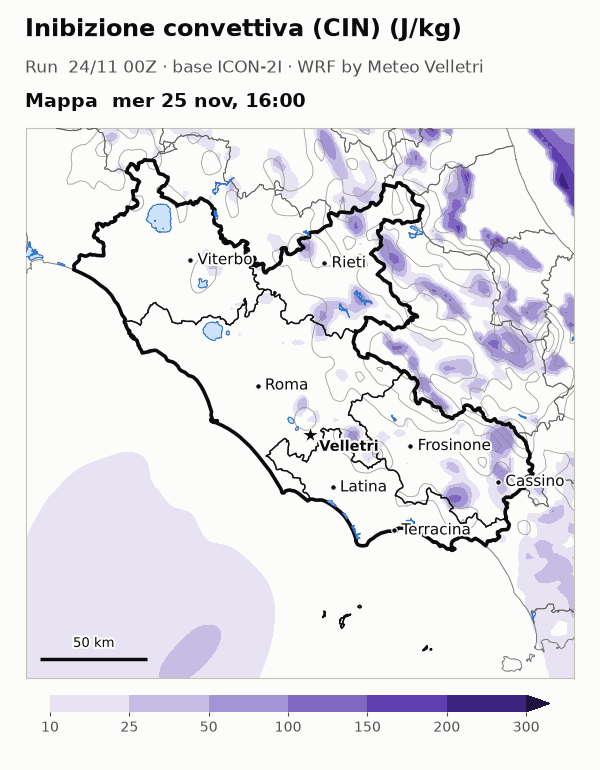 Inibizione convettiva (CIN) (J/kg)
Run  24/11 00Z · base ICON-2I · WRF by Meteo Velletri
Mappa  mer 25 nov, 16:00
Viterbo
Rieti
Roma
Velletri
Frosinone
Cassino
Latina
Terracina
50 km
10 25 50 100 150 200 300